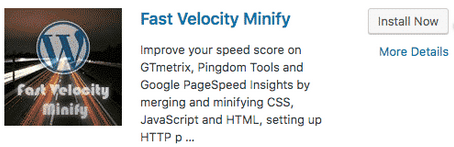 Fast Velocity Minify
Install Now
More Details
Improve your speed score on
GTmetrix, Pingdom Tools and
Google PageSpeed Insights by
merging and minifying CSS,
JavaScript and HTML, setting up
HTTP p ...
W
Fast Velocity
Minify